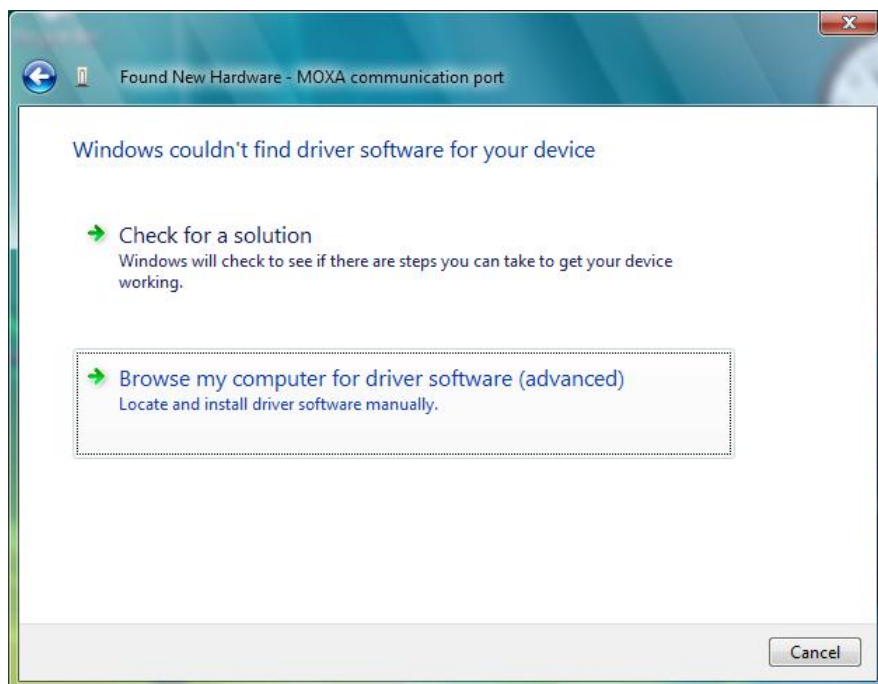 Found New Hardware - MOXA communication port
Windows couldn't find driver software for your device
Check for a solution
Windows will check to see if there are steps you can take to get your device
working.
Browse my computer for driver software (advanced)
Locate and install driver software manually.
Cancel